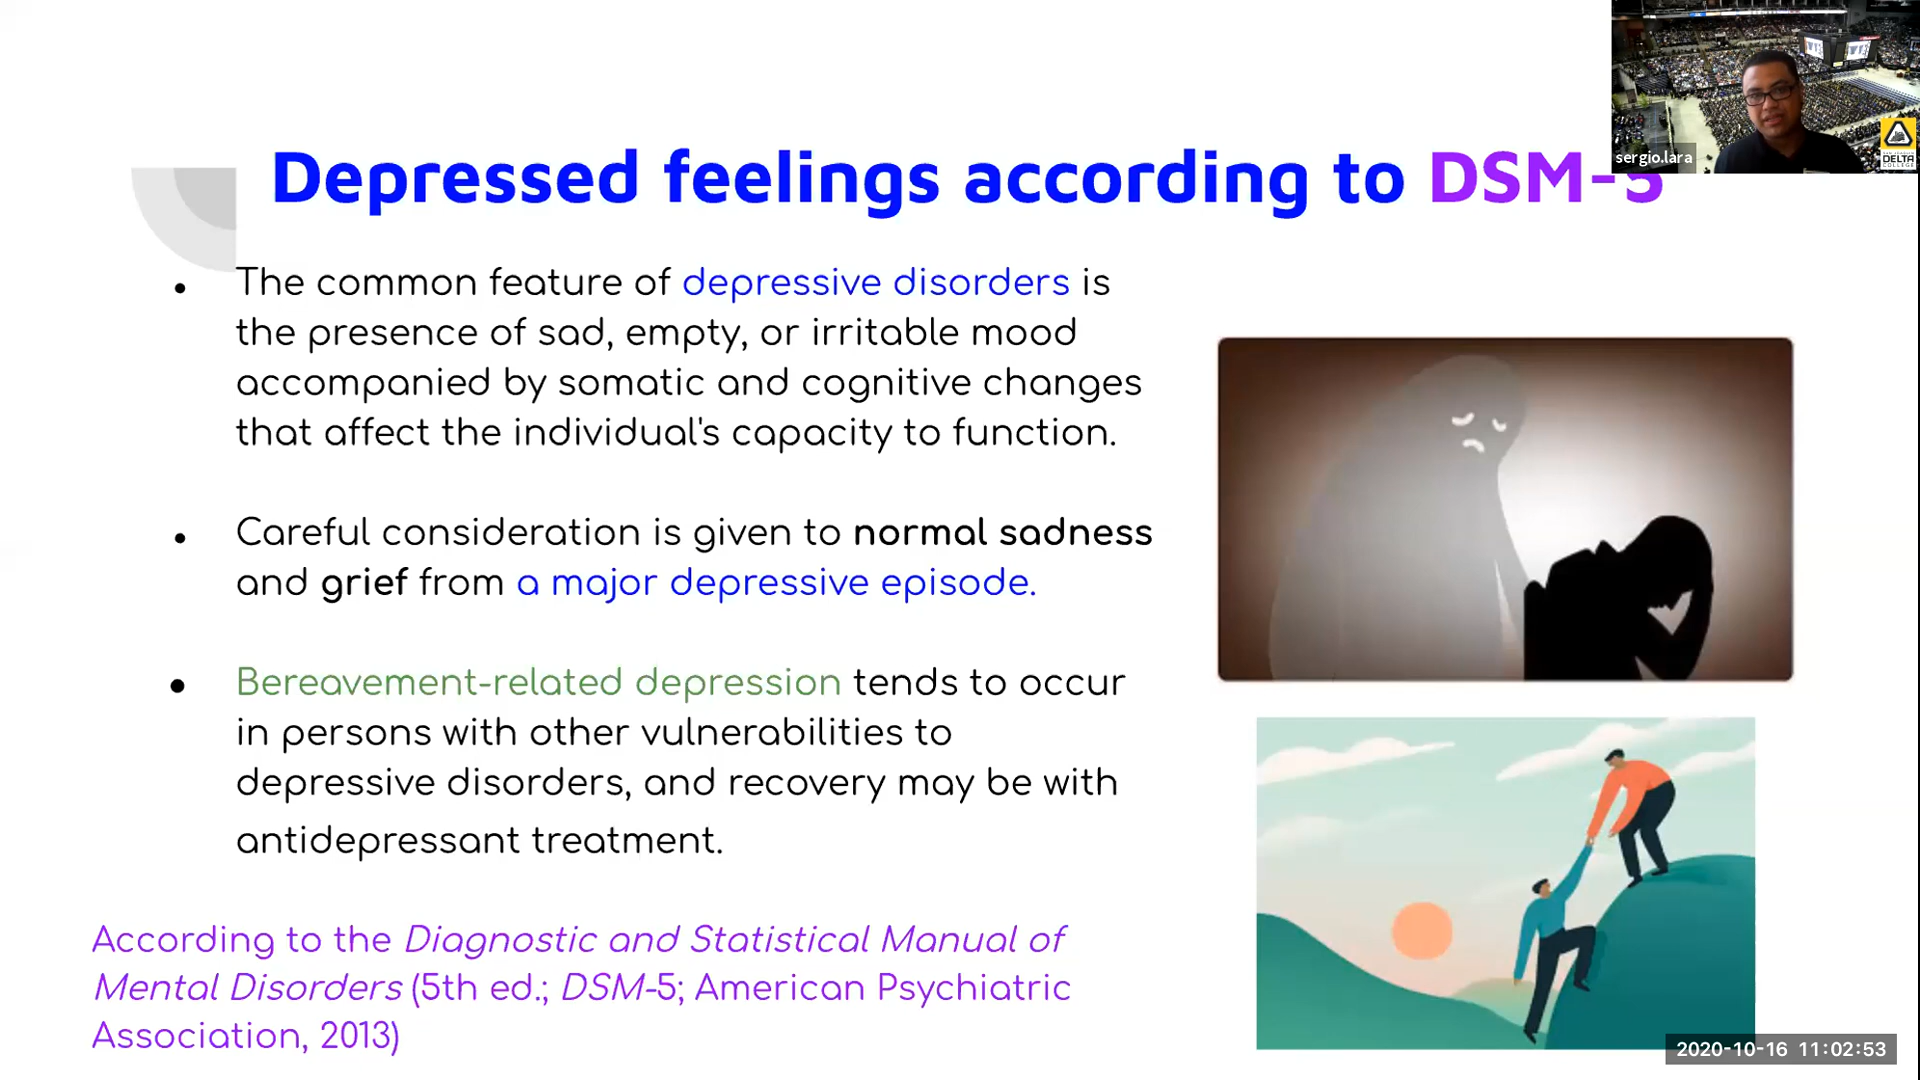 sergio.lara
DELTA
COLLEGE
Depressed feelings according to DSM-5
• The common feature of depressive disorders is
the presence of sad, empty, or irritable mood
accompanied by somatic and cognitive changes
that affect the individual's capacity to function.
• Careful consideration is given to normal sadness
and grief from a major depressive episode.
• Bereavement-related depression tends to occur
in persons with other vulnerabilities to
depressive disorders, and recovery may be with
antidepressant treatment.
According to the Diagnostic and Statistical Manual of
Mental Disorders (5th ed.; DSM-5; American Psychiatric
Association, 2013)
2020-10-16 11:02:53